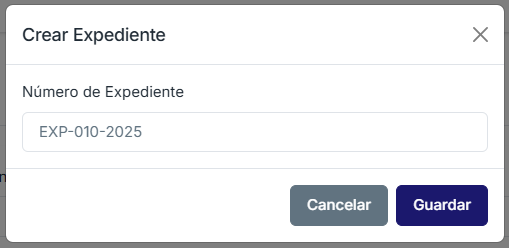 Crear Expediente
Número de Expediente
EXP-010-2025
Cancelar
Guardar